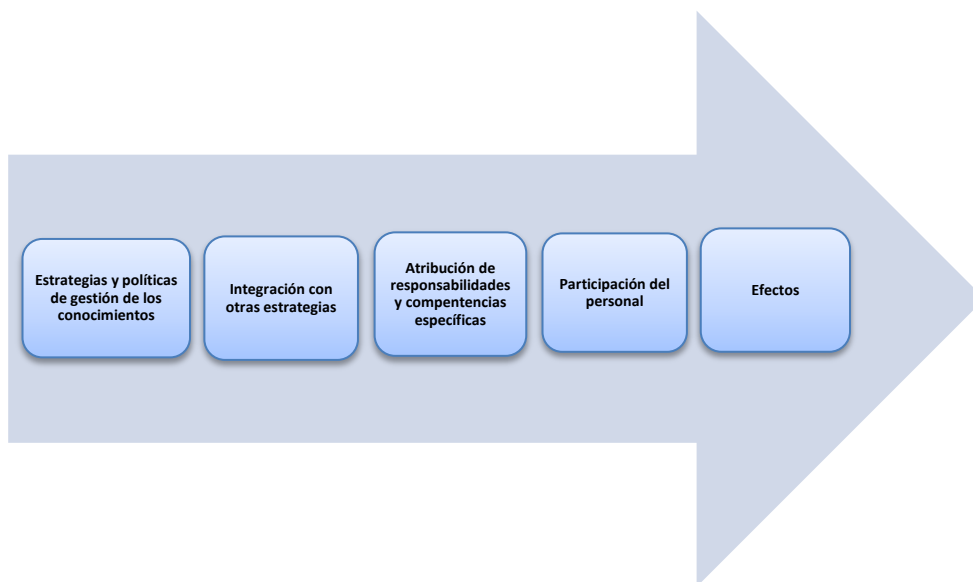 Estrategias y políticas
de gestión de los
conocimientos
Integración con
otras estrategias
Atribución de
responsabilidades
y compentencias
específicas
Participación del
personal
Efectos